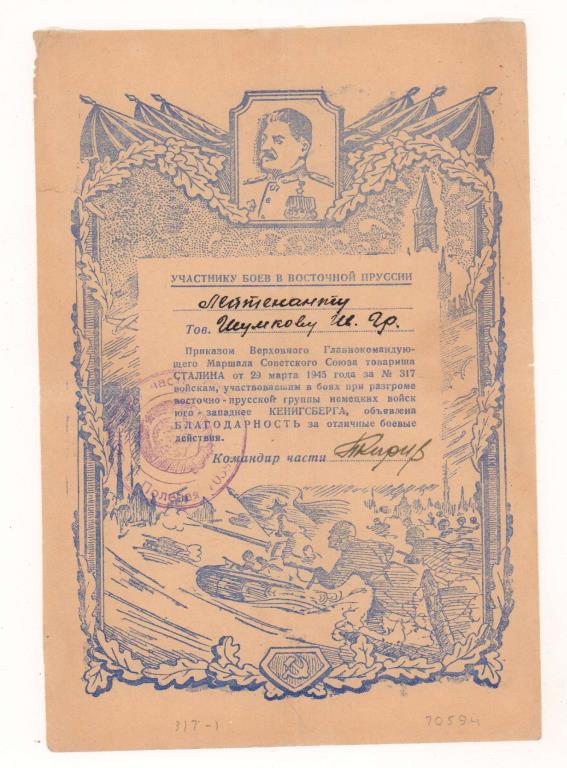 УЧАСТНИКУ БОЕВ В ВОСТОЧНОЙ ПРУССИИ
Лейтенанту
Тов. Шумкову И. Гр.
Приказом Верховного Главнокомандую-
щего Маршала Советского Союза товарища
СТАЛИНА от 29 марта 1945 года за № 317
войскам, участвовавшим в боях при разгроме
восточно-прусской группы немецких войск
юго-западнее КЕНИГСБЕРГА, объявлена
БЛАГОДАРНОСТЬ за отличные боевые
действия.
Командир части
Полевая
317-1
70594